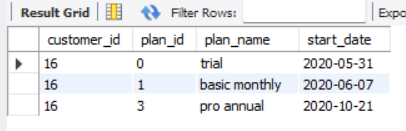 Result Grid Filter Rows: Expo
customer_id plan_id plan_name start_date
16 0 trial 2020-05-31
16 1 basic monthly 2020-06-07
16 3 pro annual 2020-10-21